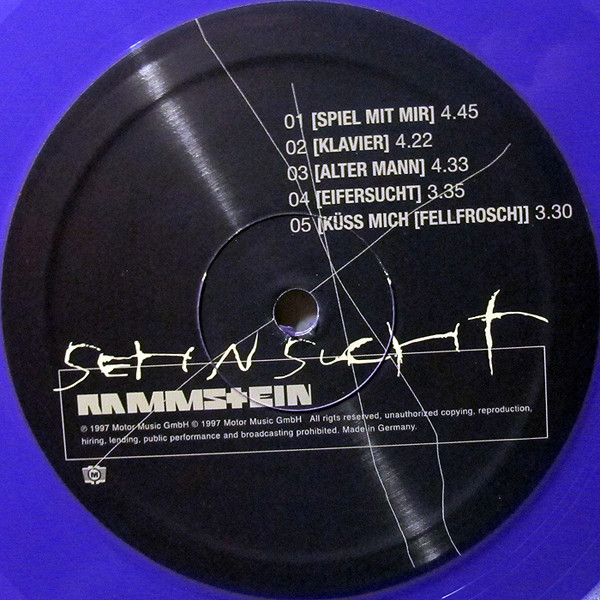 01 [SPIEL MIT MIR] 4.45
02 [KLAVIER] 4.22
03 [ALTER MANN] 4.33
04 [EIFERSUCHT] 3.35
05 [KÜSS MICH [FELLFROSCH]] 3.30
SEHNSUCHT
RAMMSTEIN
℗ 1997 Motor Music GmbH © 1997 Motor Music GmbH All rigts reserved, unauthorized copying, reproduction,
hiring, lending, public performance and broadcasting prohibited. Made in Germany.
M